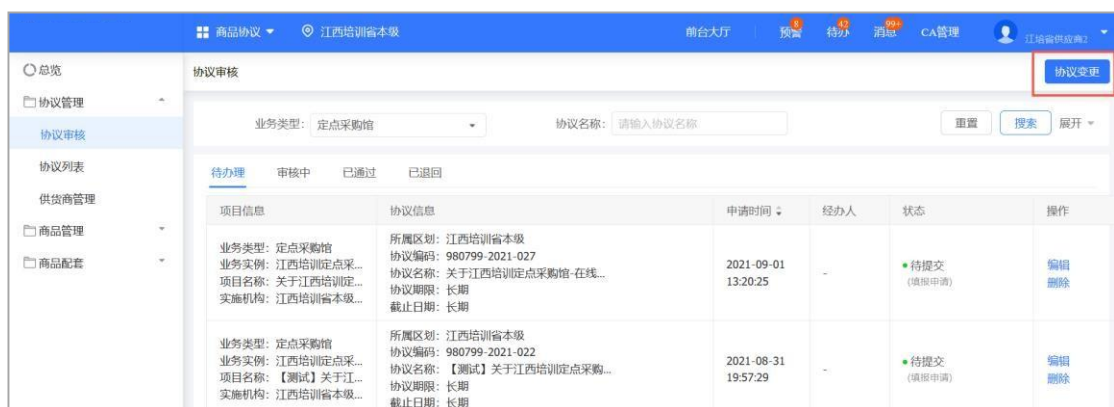 商品协议
江西培训省本级
前台大厅
预警
8
待办
42
消息
99+
CA管理
江培省供应商2
总览
协议管理
协议审核
协议列表
供货商管理
商品管理
商品配套
协议审核
协议变更
业务类型: 定点采购馆
协议名称: 请输入协议名称
重置
搜索
展开
待办理 审核中 已通过 已退回
项目信息 协议信息 申请时间 经办人 状态 操作
业务类型: 定点采购馆
业务实例: 江西培训定点采...
项目名称: 关于江西培训定...
实施机构: 江西培训省本级...
所属区划: 江西培训省本级
协议编码: 980799-2021-027
协议名称: 关于江西培训定点采购馆-在线...
协议期限: 长期
截止日期: 长期
2021-09-01
13:20:25
-
待提交
(填报申请)
编辑
删除
业务类型: 定点采购馆
业务实例: 江西培训定点采...
项目名称: 【测试】关于江...
实施机构: 江西培训省本级...
所属区划: 江西培训省本级
协议编码: 980799-2021-022
协议名称: 【测试】关于江西培训定点采购...
协议期限: 长期
截止日期: 长期
2021-08-31
19:57:29
-
待提交
(填报申请)
编辑
删除